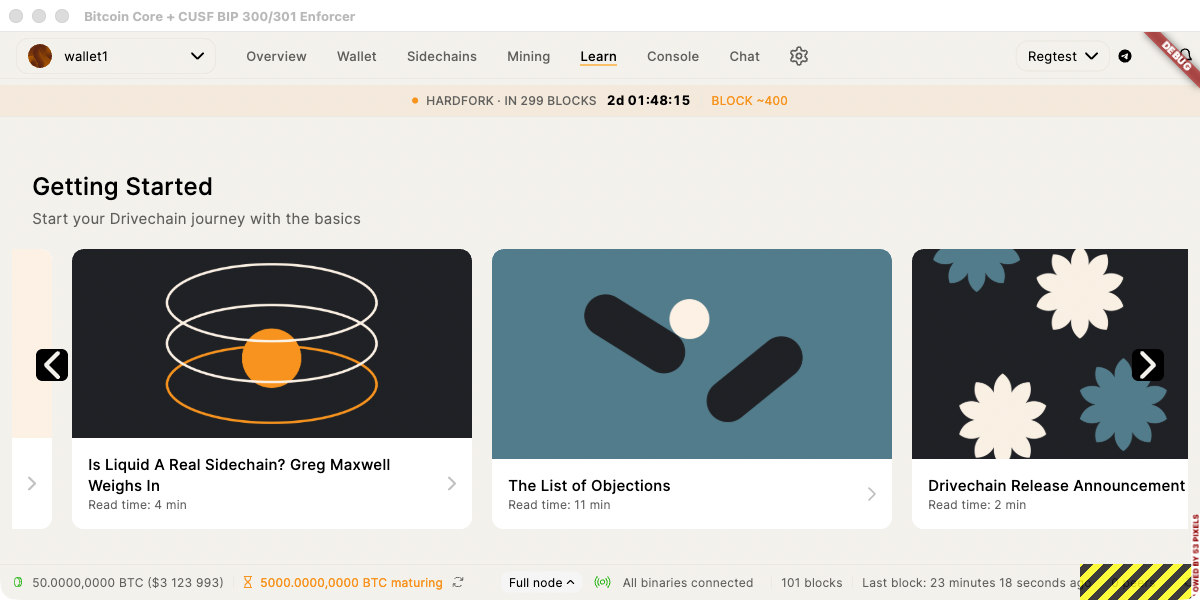 Bitcoin Core + CUSF BIP 300/301 Enforcer
wallet1
Overview
Wallet
Sidechains
Mining
Learn
Console
Chat
Regtest
DEBUG
HARDFORK · IN 299 BLOCKS 2d 01:48:15 BLOCK ~400
Getting Started
Start your Drivechain journey with the basics
Is Liquid A Real Sidechain? Greg Maxwell
Weighs In
Read time: 4 min
The List of Objections
Read time: 11 min
Drivechain Release Announcement
Read time: 2 min
50.0000,0000 BTC ($3 123 993)
5000.0000,0000 BTC maturing
Full node
All binaries connected
101 blocks
Last block: 23 minutes 18 seconds
BY 53 PIXELS